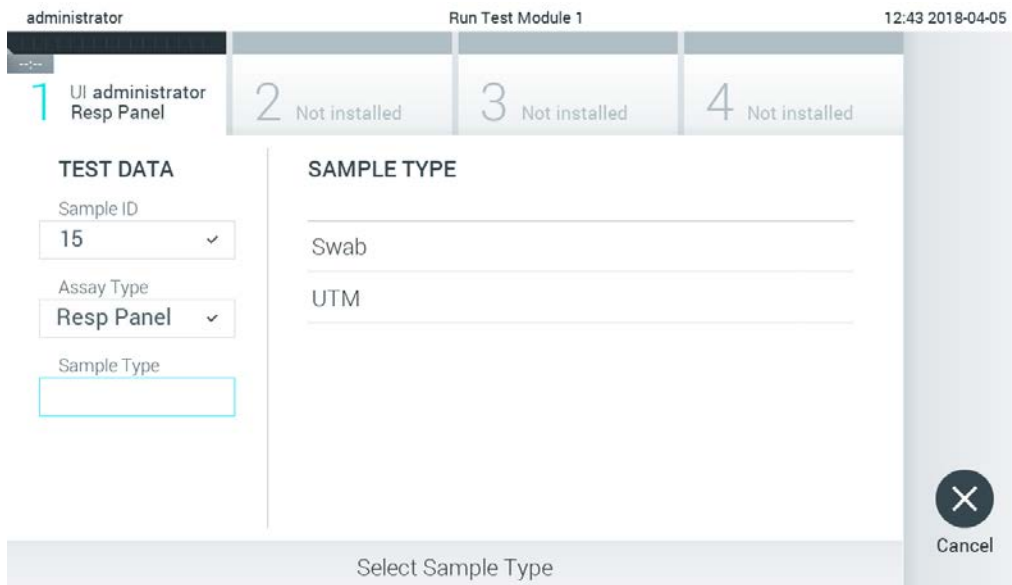 administrator
Run Test Module 1
12:43 2018-04-05
--:--
1
UI administrator
Resp Panel
2 Not installed
3 Not installed
4 Not installed
TEST DATA
Sample ID
15
Assay Type
Resp Panel
Sample Type
SAMPLE TYPE
Swab
UTM
Cancel
Select Sample Type